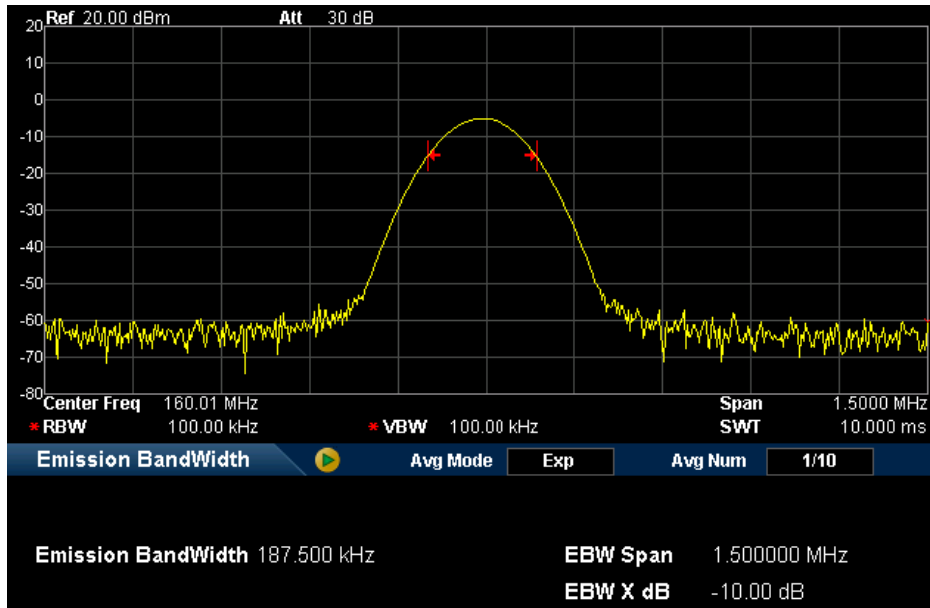 Ref 20.00 dBm Att 30 dB
20
10
0
-10
-20
-30
-40
-50
-60
-70
-80
Center Freq 160.01 MHz Span 1.5000 MHz
*RBW 100.00 kHz *VBW 100.00 kHz SWT 10.000 ms
Emission BandWidth Avg Mode Exp Avg Num 1/10
Emission BandWidth 187.500 kHz EBW Span 1.500000 MHz
EBW X dB -10.00 dB